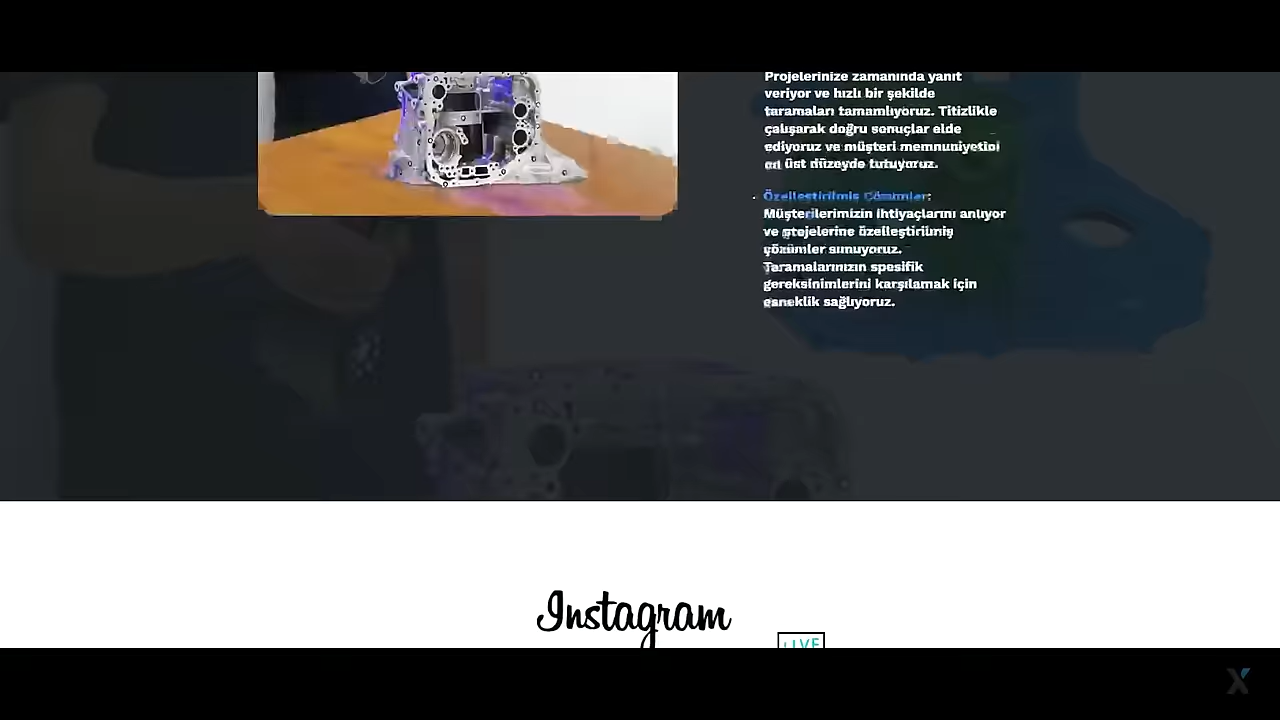 Projelerinize zamanında yanıt
veriyor ve hızlı bir şekilde
taramaları tamamlıyoruz. Titizlikle
çalışarak doğru sonuçlar elde
ediyoruz ve müşteri memnuniyetini
en üst düzeyde tutuyoruz.
Özelleştirilmiş Çözümler:
Müşterilerimizin ihtiyaçlarını anlıyor
ve projelerine özelleştirilmiş
çözümler sunuyoruz.
Taramalarınızın spesifik
gereksinimlerini karşılamak için
esneklik sağlıyoruz.
Instagram
LIVE
X